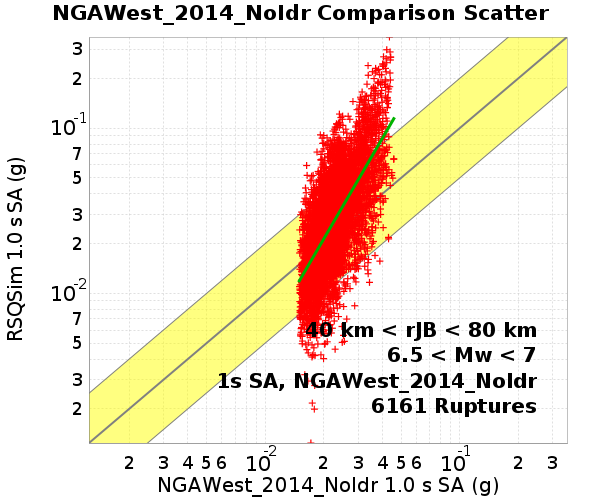 NGAWest_2014_NoIdr Comparison Scatter
3
2
10-1
7
5
3
2
10-2
7
5
3
2
RSQSim 1.0 s SA (g)
40 km < rJB < 80 km
6.5 < Mw < 7
1s SA, NGAWest_2014_NoIdr
6161 Ruptures
2 3 4 5 6 10-2 2 3 4 5 6 10-1 2 3
NGAWest_2014_NoIdr 1.0 s SA (g)